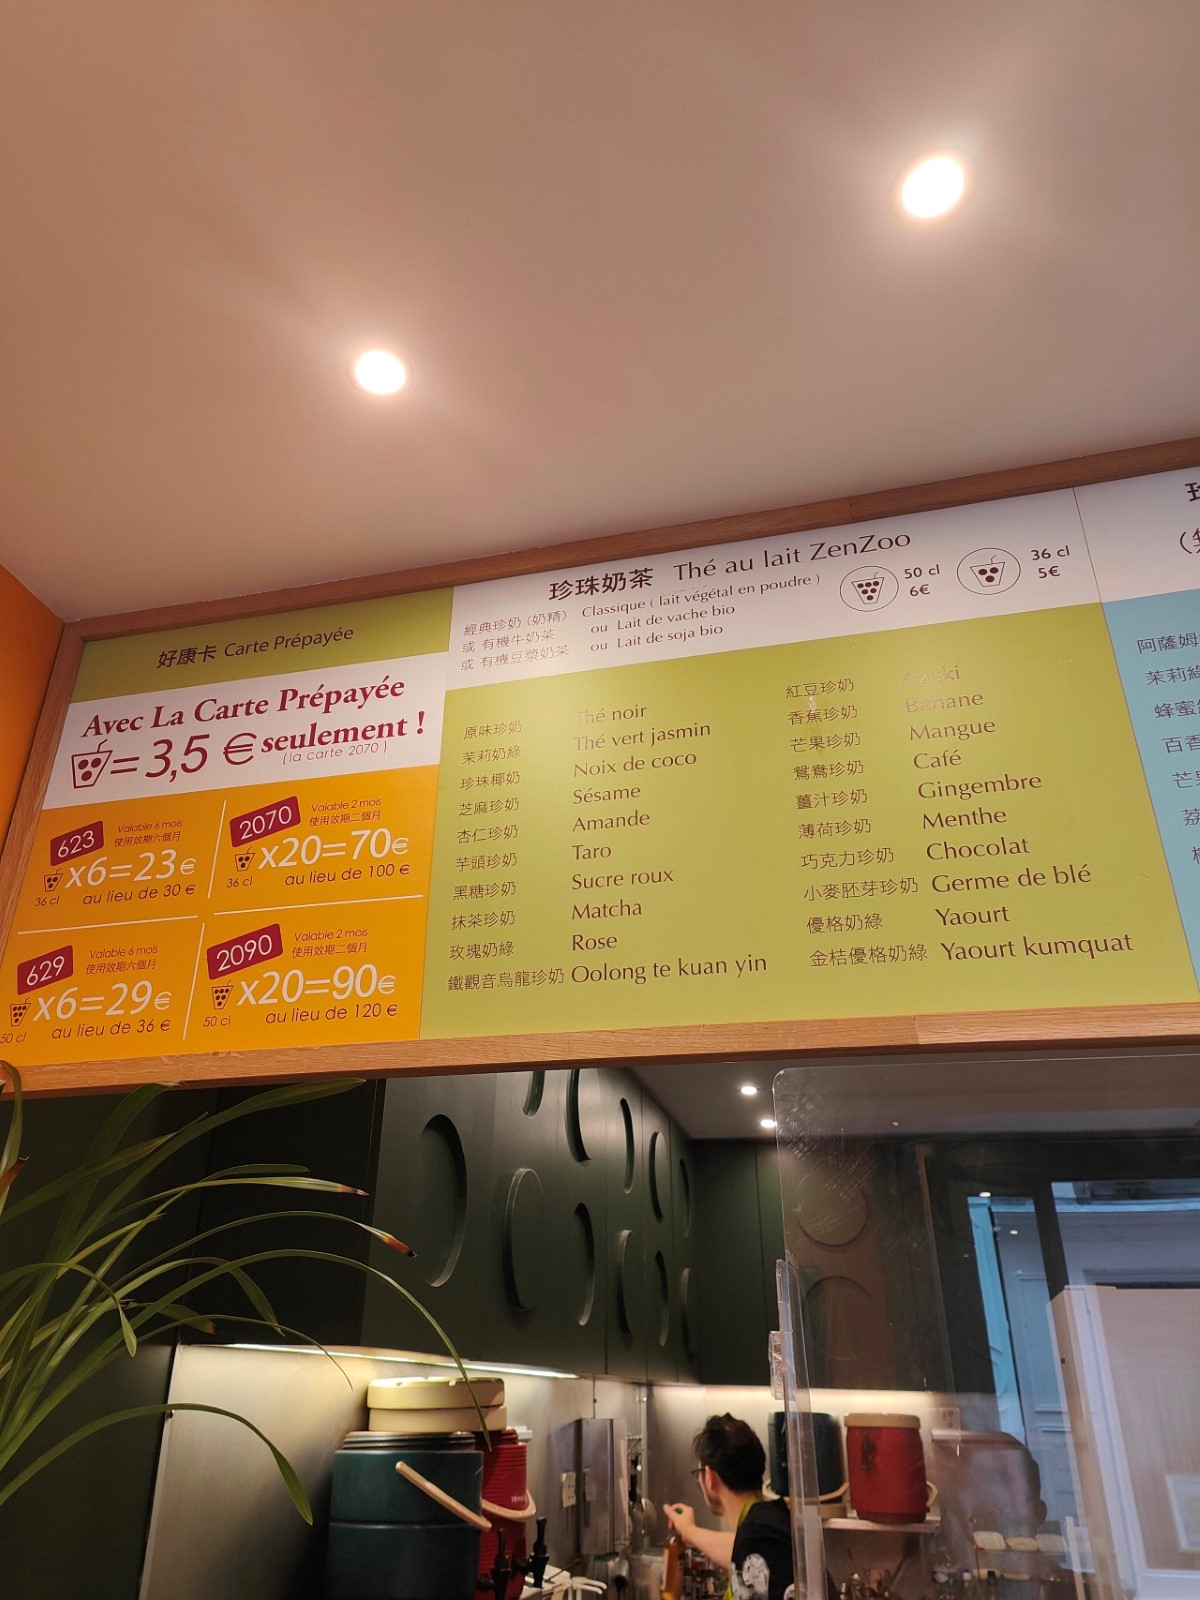 好康卡 Carte Prépayée
Avec La Carte Prépayée
= 3,5 € seulement !
(la carte 2070)
623
Valable 6 mois
使用效期六個月
x6=23€
36 cl
au lieu de 30 €
2070
Valable 2 mois
使用效期二個月
x20=70€
36 cl
au lieu de 100 €
629
Valable 6 mois
使用效期六個月
x6=29€
50 cl
au lieu de 36 €
2090
Valable 2 mois
使用效期二個月
x20=90€
50 cl
au lieu de 120 €
珍珠奶茶 Thé au lait ZenZoo
經典珍奶 (奶精) Classique ( lait végétal en poudre )
或 有機牛奶茶 ou Lait de vache bio
或 有機豆漿奶茶 ou Lait de soja bio
50 cl
6€
36 cl
5€
原味珍奶 Thé noir
茉莉奶綠 Thé vert jasmin
珍珠椰奶 Noix de coco
芝麻珍奶 Sésame
杏仁珍奶 Amande
芋頭珍奶 Taro
黑糖珍奶 Sucre roux
抹茶珍奶 Matcha
玫瑰奶綠 Rose
鐵觀音烏龍珍奶 Oolong te kuan yin
紅豆珍奶 Azuki
香蕉珍奶 Banane
芒果珍奶 Mangue
鴛鴦珍奶 Café
薑汁珍奶 Gingembre
薄荷珍奶 Menthe
巧克力珍奶 Chocolat
小麥胚芽珍奶 Germe de blé
優格奶綠 Yaourt
金桔優格奶綠 Yaourt kumquat
阿薩姆
茉莉綠
蜂蜜
百香